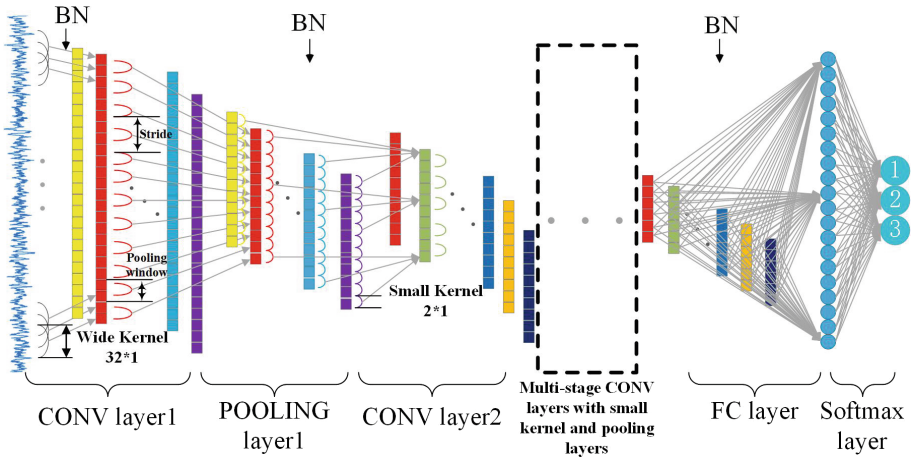 BN
BN
BN
Stride
Pooling
window
Wide Kernel
32*1
Small Kernel
2*1
1
2
3
CONV layer1
POOLING
layer1
CONV layer2
Multi-stage CONV
layers with small
kernel and pooling
layers
FC layer
Softmax
layer